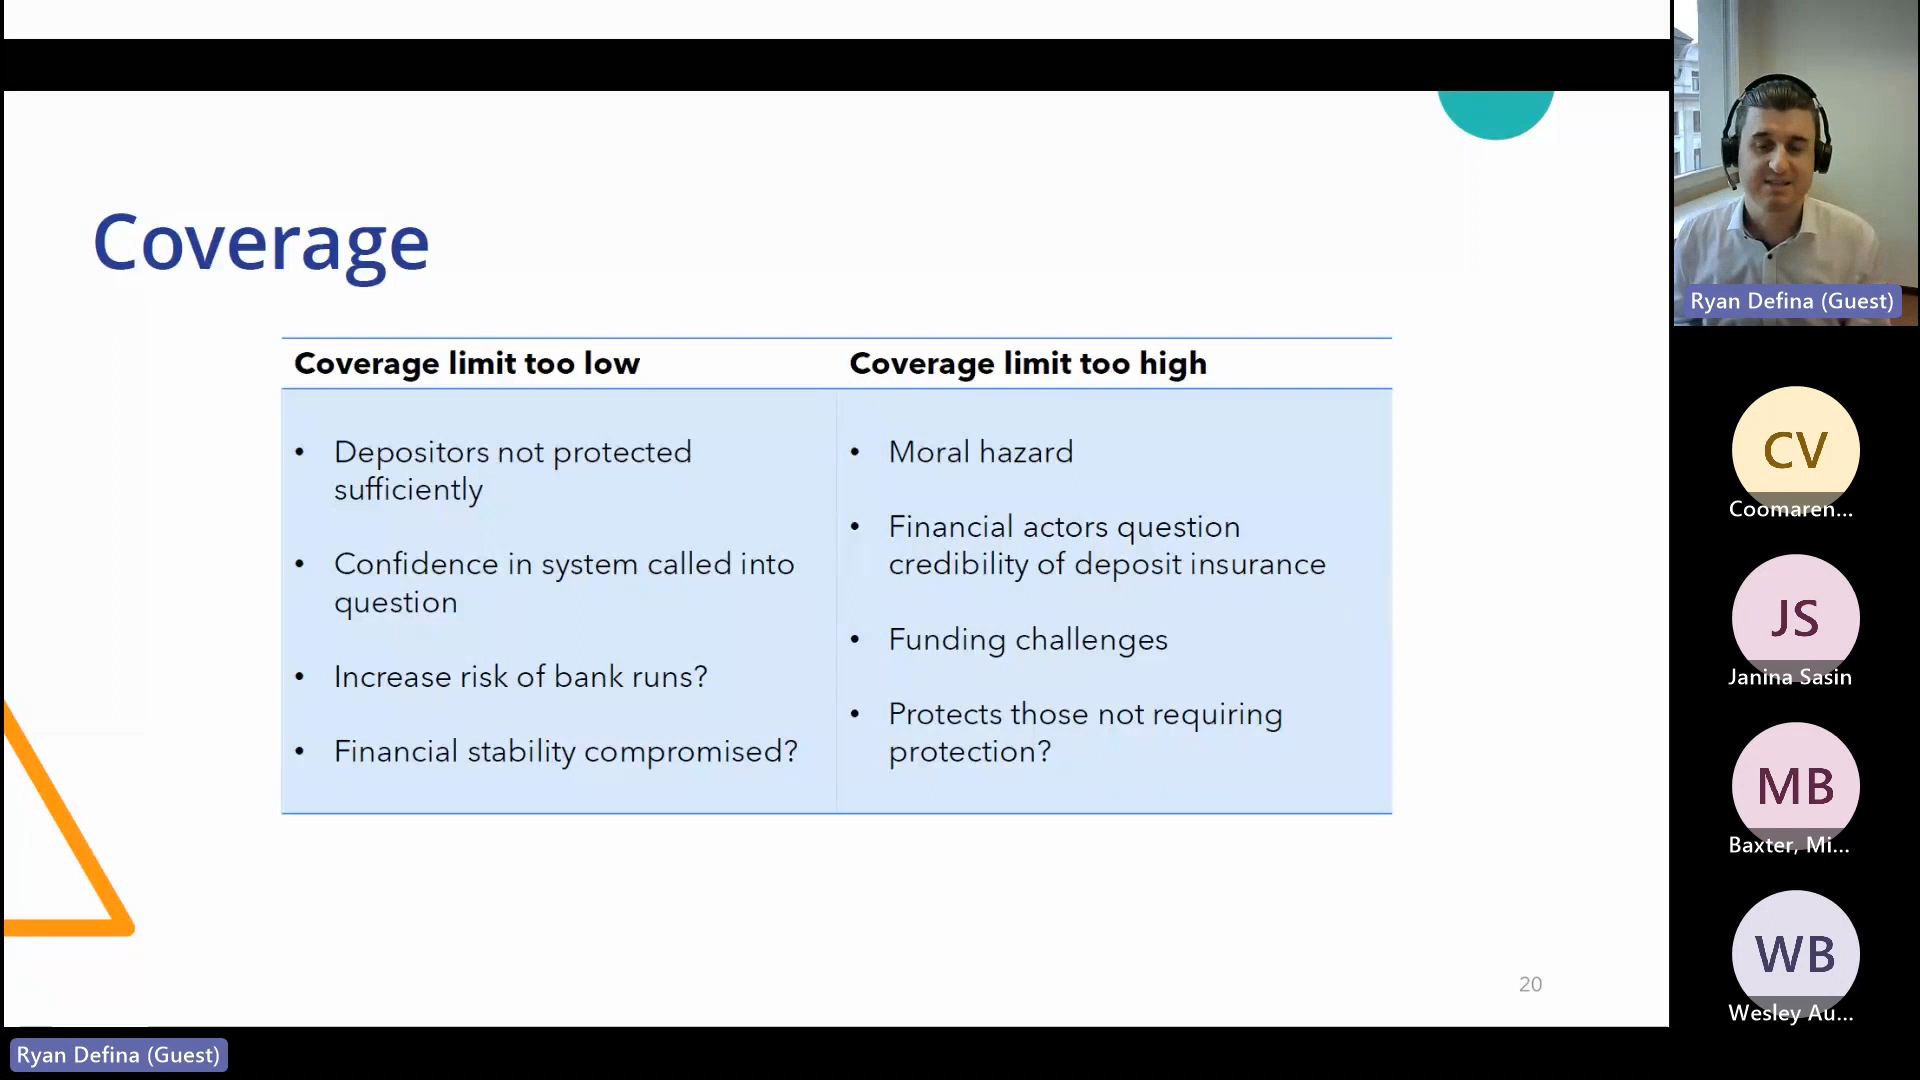 Coverage
Coverage limit too low
• Depositors not protected
sufficiently
• Confidence in system called into
question
• Increase risk of bank runs?
• Financial stability compromised?
Coverage limit too high
• Moral hazard
• Financial actors question
credibility of deposit insurance
• Funding challenges
• Protects those not requiring
protection?
20
Ryan Defina (Guest)
Ryan Defina (Guest)
CV
Coomaren...
JS
Janina Sasin
MB
Baxter, Mi...
WB
Wesley Au...